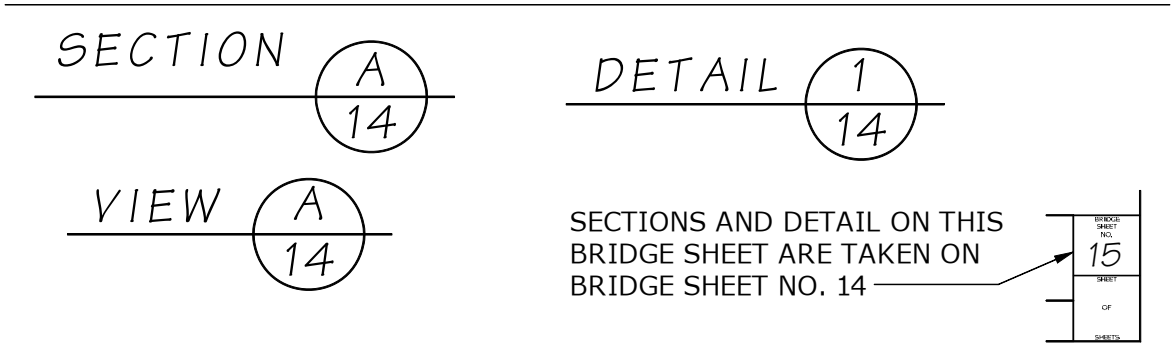 SECTION
A
14
DETAIL
1
14
VIEW
A
14
SECTIONS AND DETAIL ON THIS
BRIDGE SHEET ARE TAKEN ON
BRIDGE SHEET NO. 14
BRIDGE
SHEET
NO.
15
SHEET
OF
SHEETS